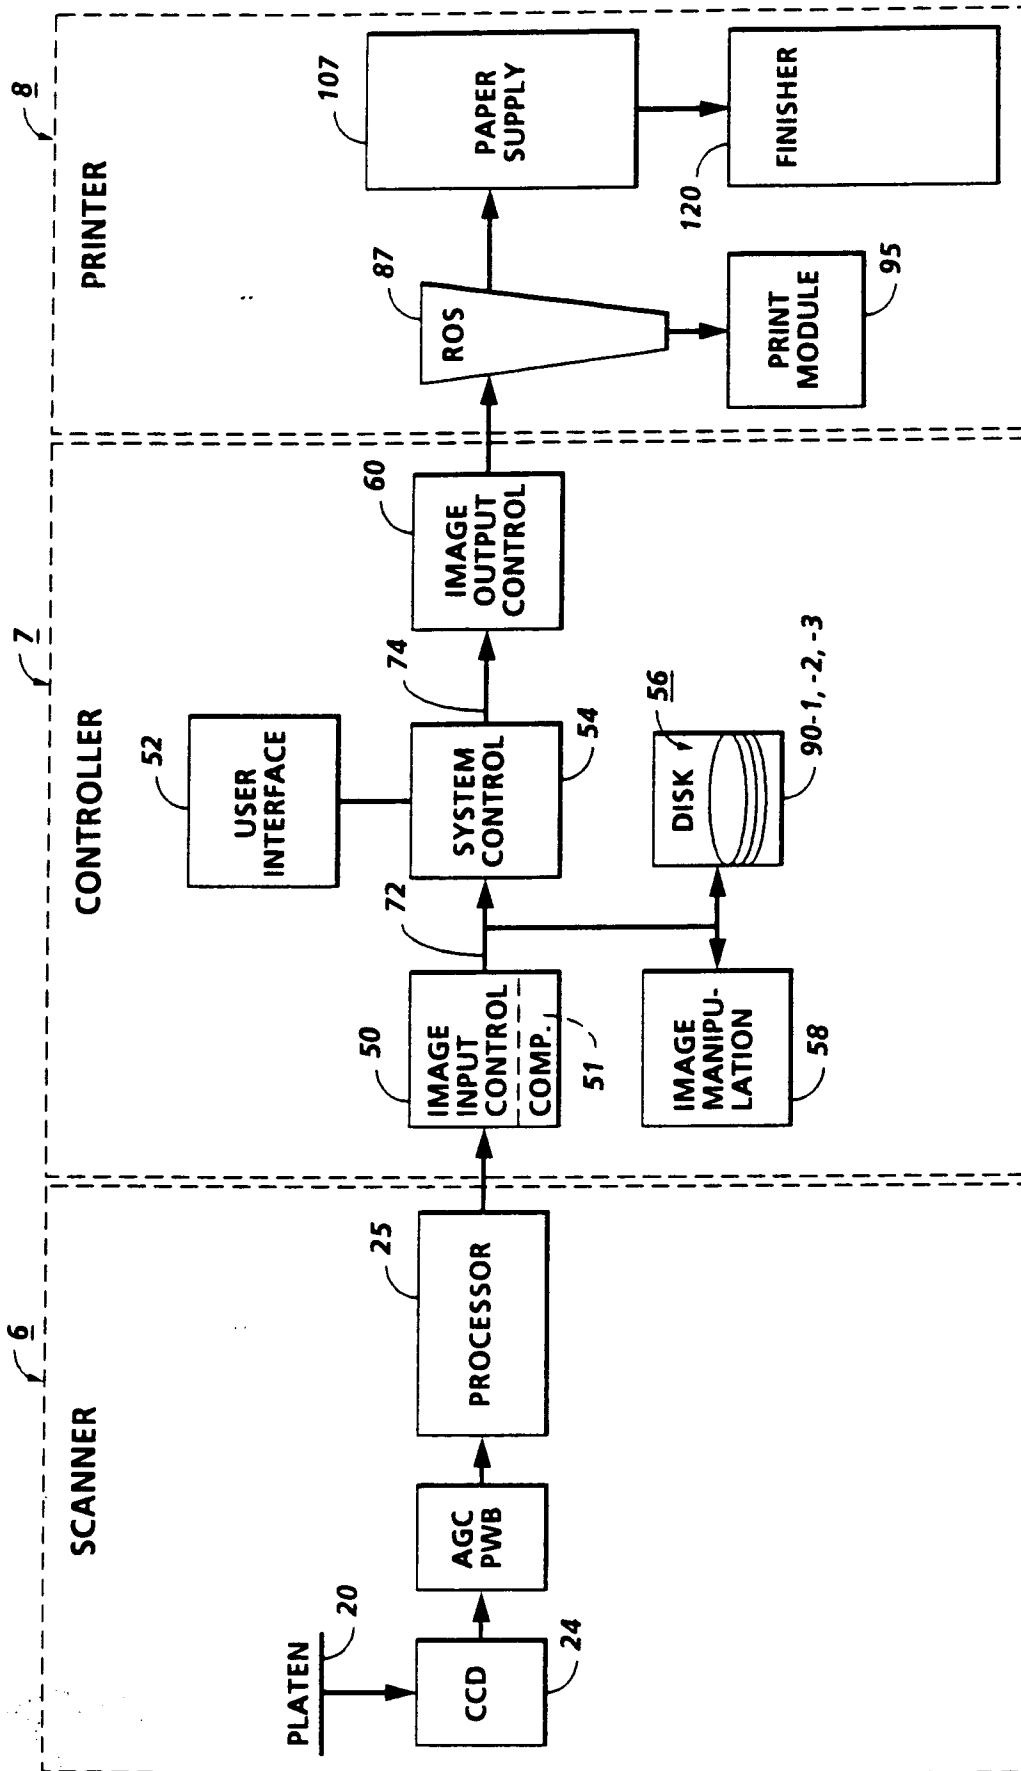 6
SCANNER
PLATEN
20
CCD
24
AGC
PWB
PROCESSOR
25
7
CONTROLLER
USER
INTERFACE
52
IMAGE
INPUT
CONTROL
COMP.
50
51
72
SYSTEM
CONTROL
54
74
IMAGE
OUTPUT
CONTROL
60
IMAGE
MANIPU-
LATION
58
DISK
56
90-1, -2, -3
8
PRINTER
ROS
87
PRINT
MODULE
95
PAPER
SUPPLY
107
FINISHER
120